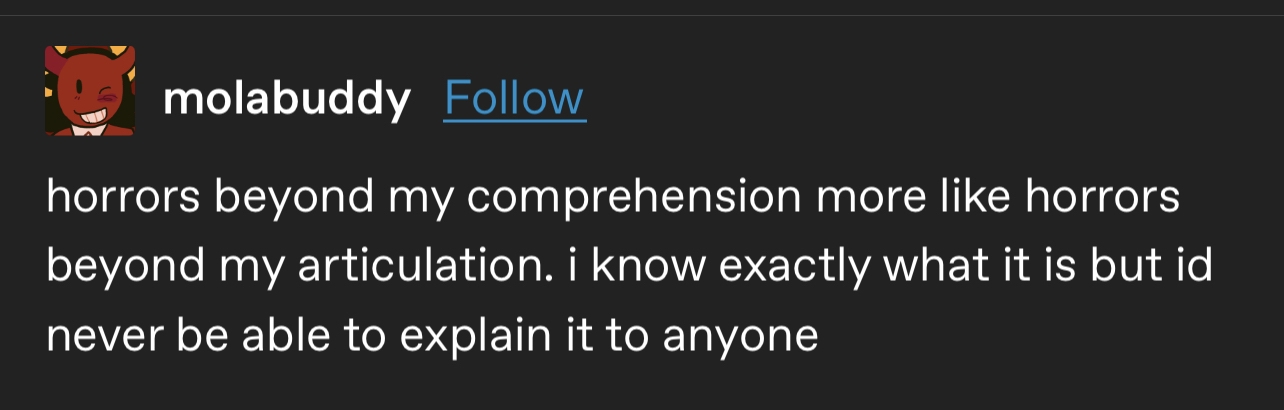 molabuddy Follow
horrors beyond my comprehension more like horrors
beyond my articulation. i know exactly what it is but id
never be able to explain it to anyone